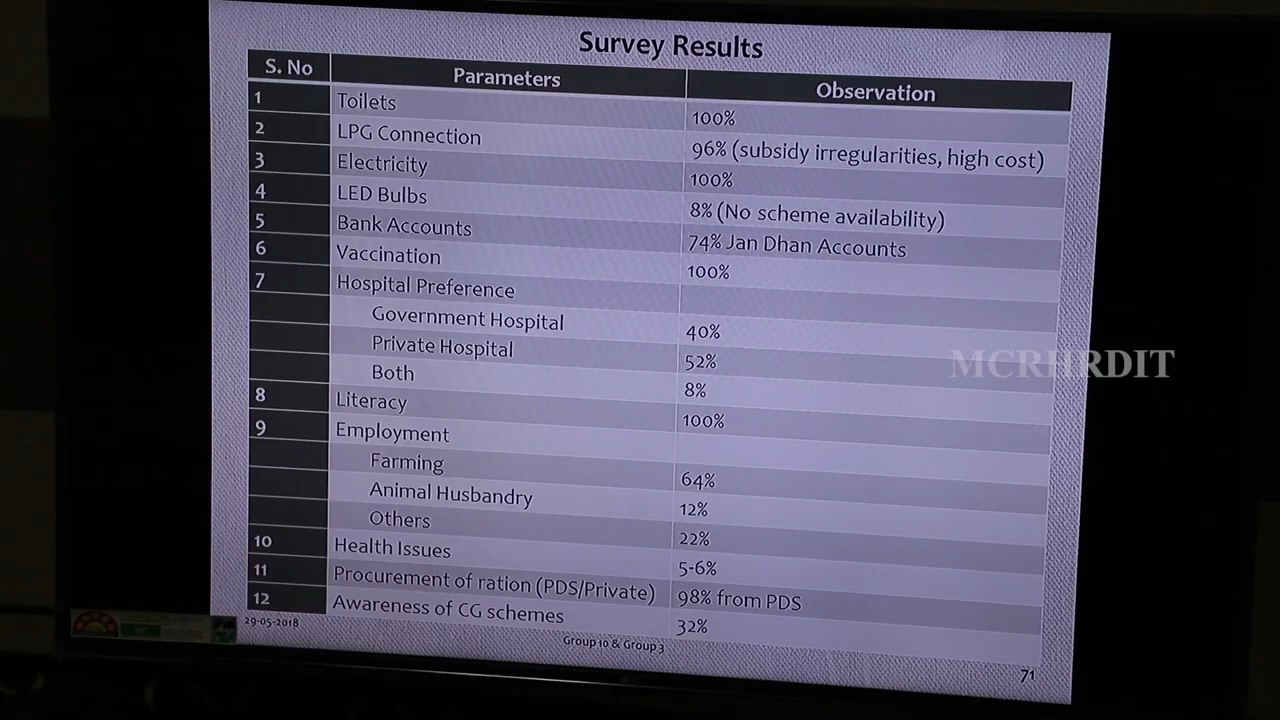 Survey Results
S. No Parameters Observation
1 Toilets 100%
2 LPG Connection 96% (subsidy irregularities, high cost)
3 Electricity 100%
4 LED Bulbs 8% (No scheme availability)
5 Bank Accounts 74% Jan Dhan Accounts
6 Vaccination 100%
7 Hospital Preference
Government Hospital 40%
Private Hospital 52%
Both 8%
8 Literacy 100%
9 Employment
Farming 64%
Animal Husbandry 12%
Others 22%
10 Health Issues 5-6%
11 Procurement of ration (PDS/Private) 98% from PDS
12 Awareness of CG schemes 32%
29-05-2018
Group 10 & Group 3
71
MCRHRDIT